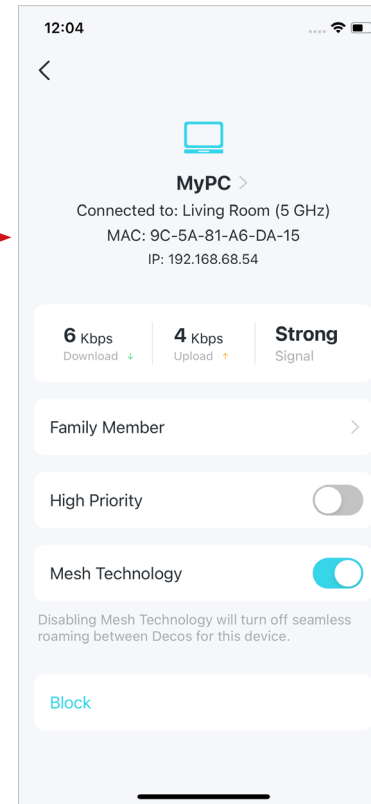 12:04
MyPC
Connected to: Living Room (5 GHz)
MAC: 9C-5A-81-A6-DA-15
IP: 192.168.68.54
6 Kbps 4 Kbps Strong
Download ↓ Upload ↑ Signal
Family Member
High Priority
Mesh Technology
Disabling Mesh Technology will turn off seamless
roaming between Decos for this device.
Block